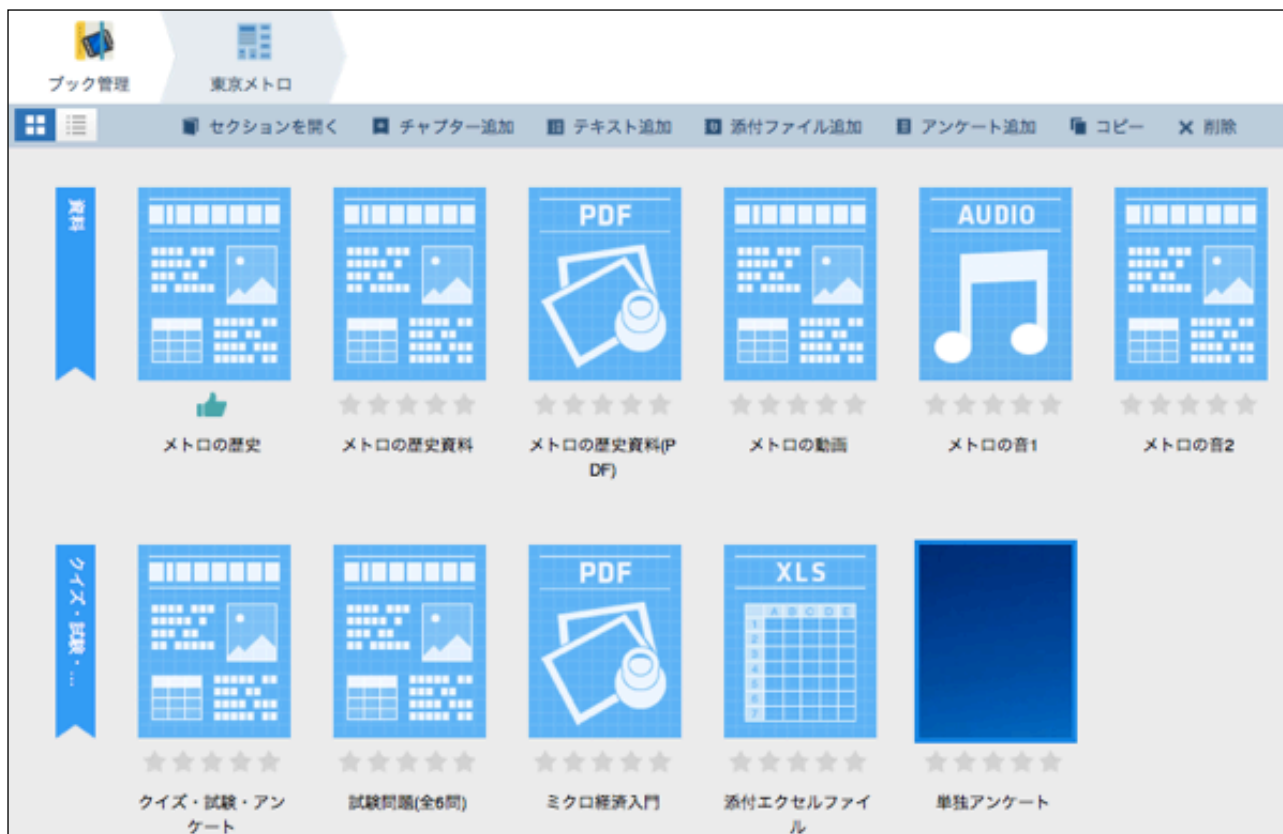 ブック管理
東京メトロ
セクションを開く
チャプター追加
テキスト追加
添付ファイル追加
アンケート追加
コピー
削除
資料
PDF
AUDIO
メトロの歴史
メトロの歴史資料
メトロの歴史資料(P
DF)
メトロの動画
メトロの音1
メトロの音2
クイズ・試験・...
PDF
XLS
A B C D E
1
2
3
4
5
6
7
クイズ・試験・アン
ケート
試験問題(全6問)
ミクロ経済入門
添付エクセルファイ
ル
単独アンケート